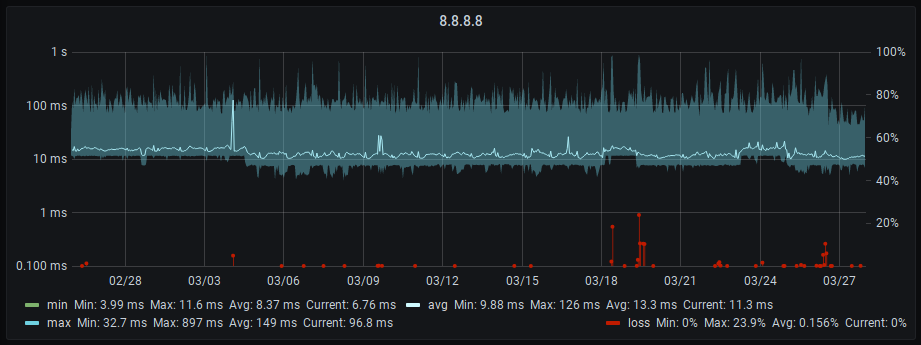 8.8.8.8
1 s
100%
100 ms
80%
60%
10 ms
40%
1 ms
20%
0.100 ms
02/28 03/03 03/06 03/09 03/12 03/15 03/18 03/21 03/24 03/27
min Min: 3.99 ms Max: 11.6 ms Avg: 8.37 ms Current: 6.76 ms avg Min: 9.88 ms Max: 126 ms Avg: 13.3 ms Current: 11.3 ms
max Min: 32.7 ms Max: 897 ms Avg: 149 ms Current: 96.8 ms loss Min: 0% Max: 23.9% Avg: 0.156% Current: 0%